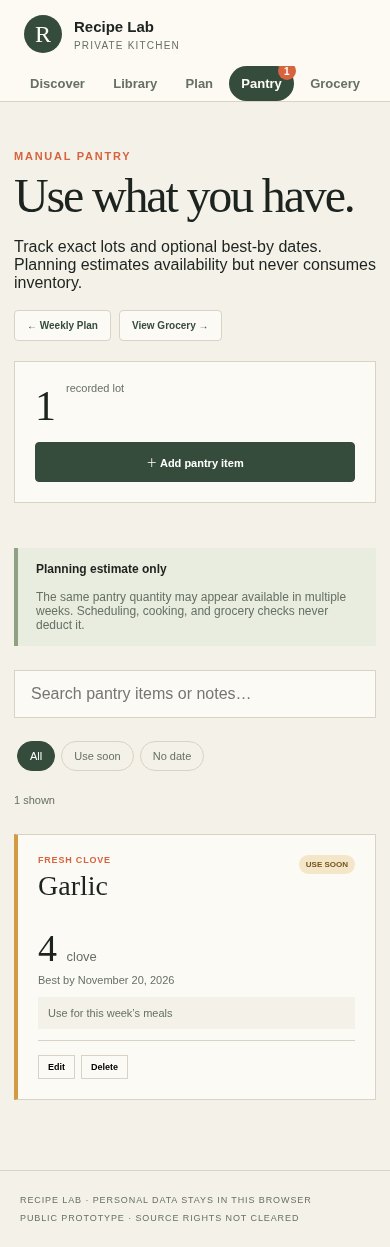 R
Recipe Lab
PRIVATE KITCHEN
Discover
Library
Plan
Pantry
1
Grocery
MANUAL PANTRY
Use what you have.
Track exact lots and optional best-by dates.
Planning estimates availability but never consumes
inventory.
← Weekly Plan
View Grocery →
1 recorded lot
+ Add pantry item
Planning estimate only
The same pantry quantity may appear available in multiple
weeks. Scheduling, cooking, and grocery checks never
deduct it.
Search pantry items or notes…
All
Use soon
No date
1 shown
FRESH CLOVE
USE SOON
Garlic
4 clove
Best by November 20, 2026
Use for this week's meals
Edit
Delete
RECIPE LAB · PERSONAL DATA STAYS IN THIS BROWSER
PUBLIC PROTOTYPE · SOURCE RIGHTS NOT CLEARED